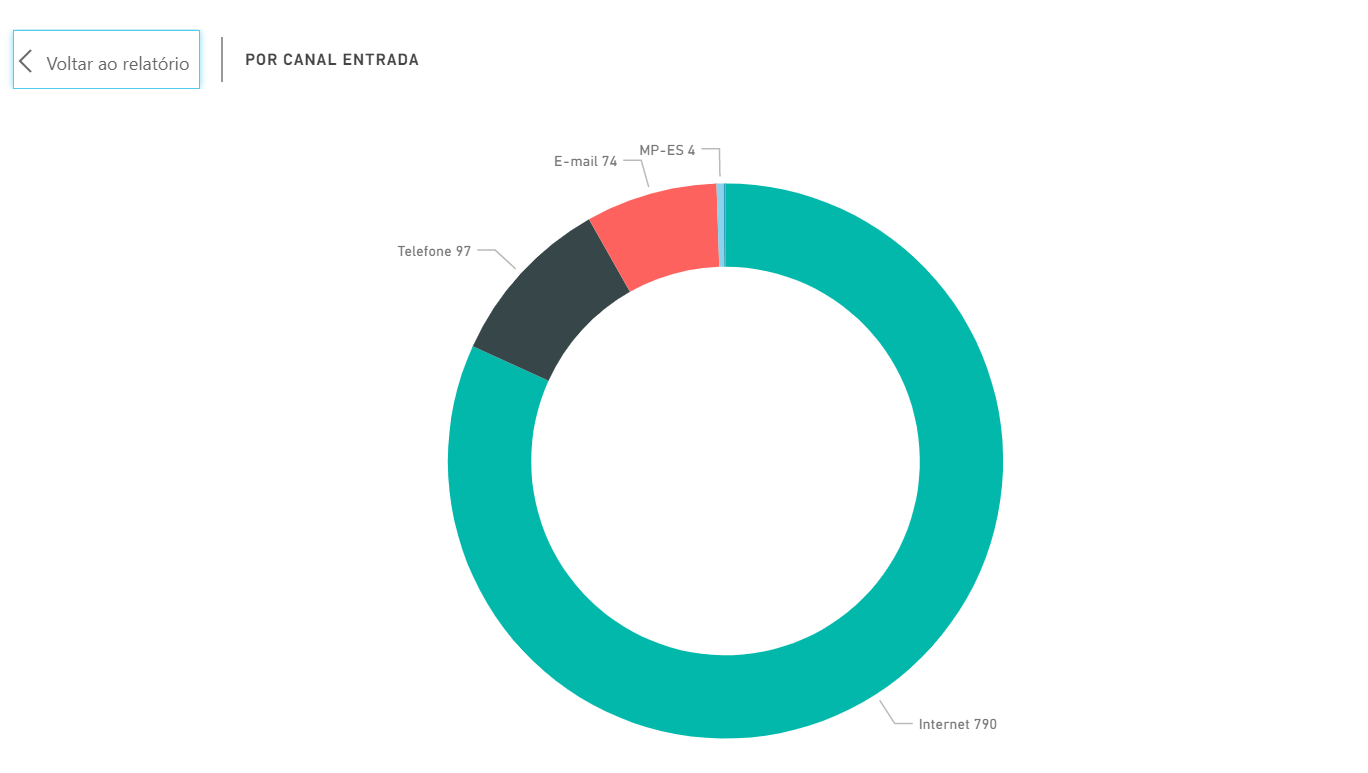 Voltar ao relatório
POR CANAL ENTRADA
MP-ES 4
E-mail 74
Telefone 97
Internet 790